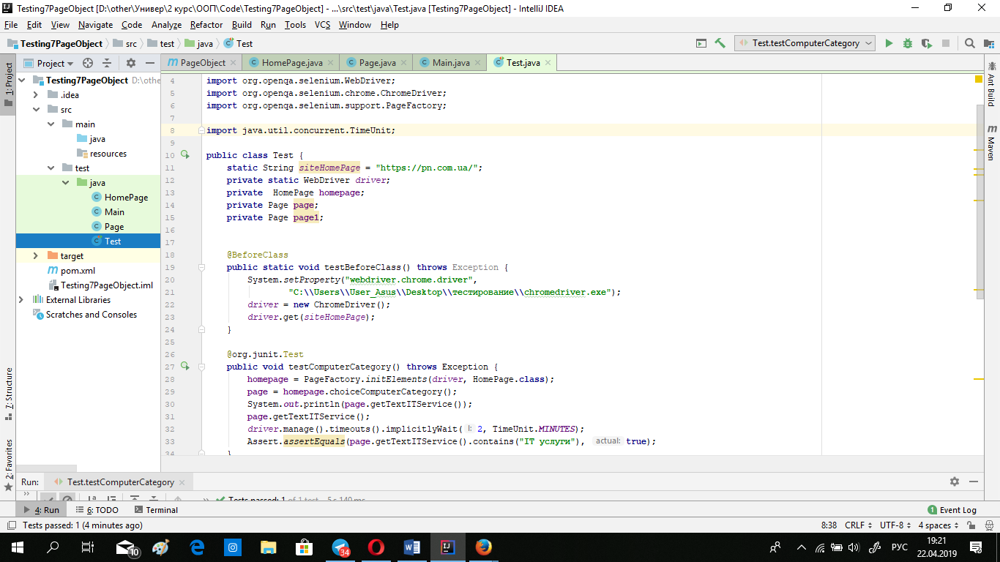 Testing7PageObject [D:\other\Универ\2 курс\ООП\Code\Testing7PageObject] - ...\src\test\java\Test.java [Testing7PageObject] - IntelliJ IDEA
File Edit View Navigate Code Analyze Refactor Build Run Tools VCS Window Help
Testing7PageObject src test java Test Test.testComputerCategory
1: Project Project PageObject HomePage.java Page.java Main.java Test.java Ant Build
Testing7PageObject D:\othe
.idea
src
main
java
resources
test
java
HomePage
Main
Page
Test
target
pom.xml
Testing7PageObject.iml
External Libraries
Scratches and Consoles
4 import org.openqa.selenium.WebDriver;
5 import org.openqa.selenium.chrome.ChromeDriver;
6 import org.openqa.selenium.support.PageFactory;
7
8 import java.util.concurrent.TimeUnit;
9
10 public class Test {
11 static String siteHomePage = "https://pn.com.ua/";
12 private static WebDriver driver;
13 private  HomePage homepage;
14 private Page page;
15 private Page page1;
16
17
18 @BeforeClass
19 public static void testBeforeClass() throws Exception {
20 System.setProperty("webdriver.chrome.driver",
21 "C:\\Users\\User_Asus\\Desktop\\тестирование\\chromedriver.exe");
22 driver = new ChromeDriver();
23 driver.get(siteHomePage);
24 }
25
26 @org.junit.Test
27 public void testComputerCategory() throws Exception {
28 homepage = PageFactory.initElements(driver, HomePage.class);
29 page = homepage.choiceComputerCategory();
30 System.out.println(page.getTextITService());
31 page.getTextITService();
32 driver.manage().timeouts().implicitlyWait( l: 2, TimeUnit.MINUTES);
33 Assert.assertEquals(page.getTextITService().contains("IT услуги"), actual: true);
34 }
Maven
7: Structure
2: Favorites
Run: Test.testComputerCategory
Tests passed: 1 of 1 test – 5 s 140 ms
4: Run 6: TODO Terminal 1 Event Log
Tests passed: 1 (4 minutes ago) 8:38 CRLF UTF-8 4 spaces
10 34 РУС 19:21
22.04.2019